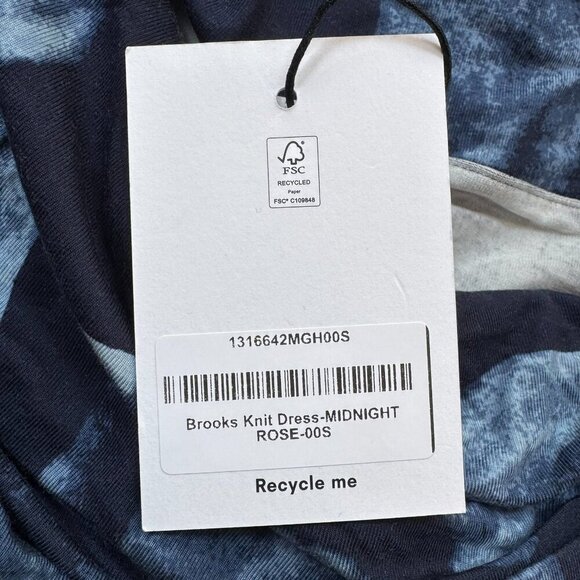 FSC
RECYCLED
Paper
FSC® C109848
1316642MGH00S
Brooks Knit Dress-MIDNIGHT
ROSE-00S
Recycle me